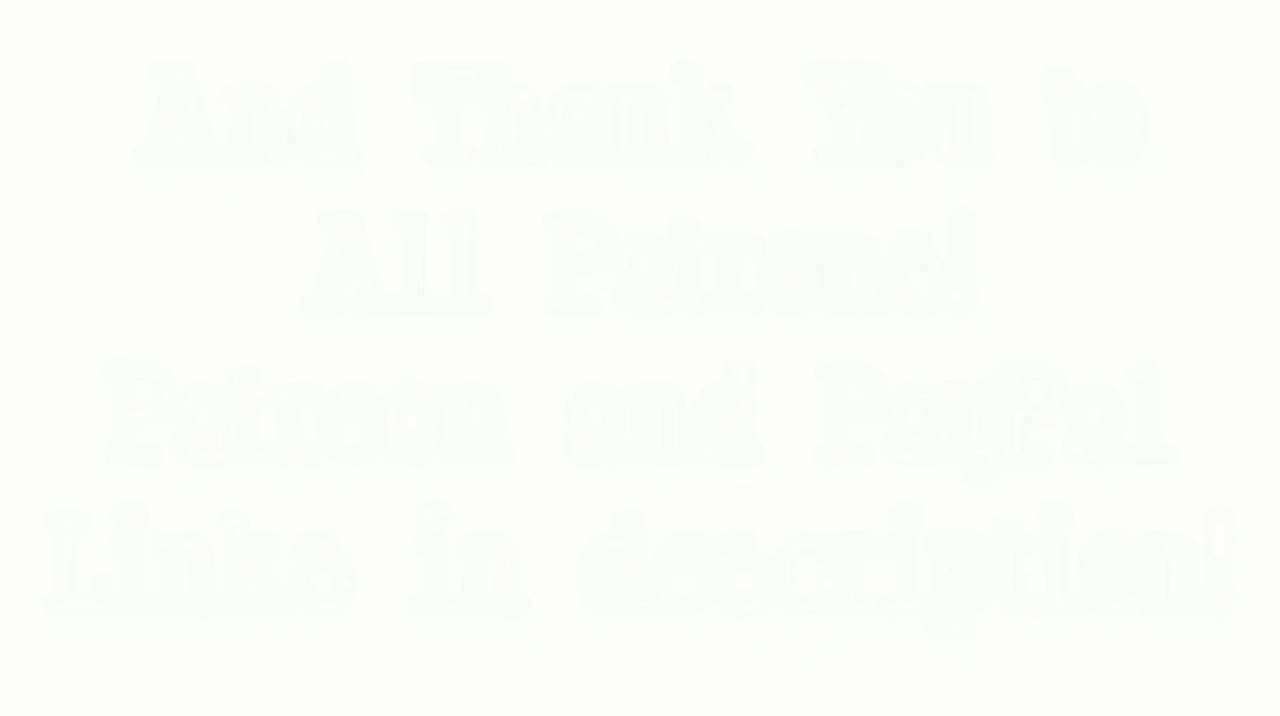 And Thank You to
All Patrons!
Patreon and PayPal
Links in description!